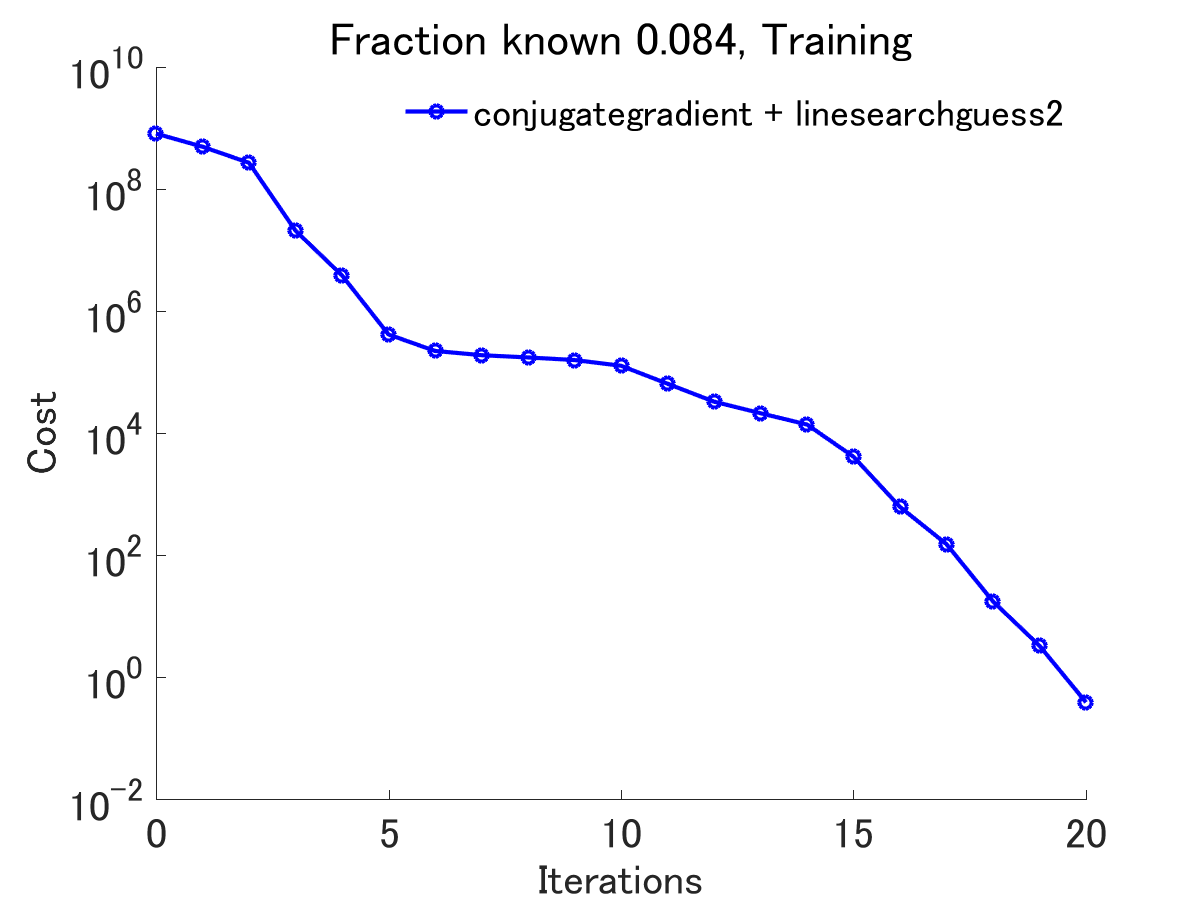 Fraction known 0.084, Training
conjugategradient + linesearchguess2
10^10
10^8
10^6
10^4
10^2
10^0
10^-2
Cost
0 5 10 15 20
Iterations